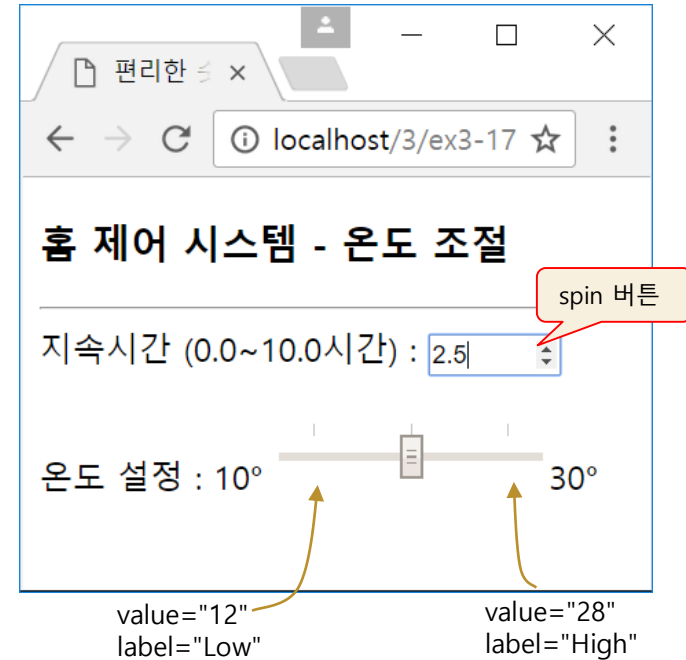 편리한
localhost/3/ex3-17
홈 제어 시스템 - 온도 조절
spin 버튼
지속시간 (0.0~10.0시간) : 2.5
온도 설정 : 10º 30º
value="12"
label="Low"
value="28"
label="High"